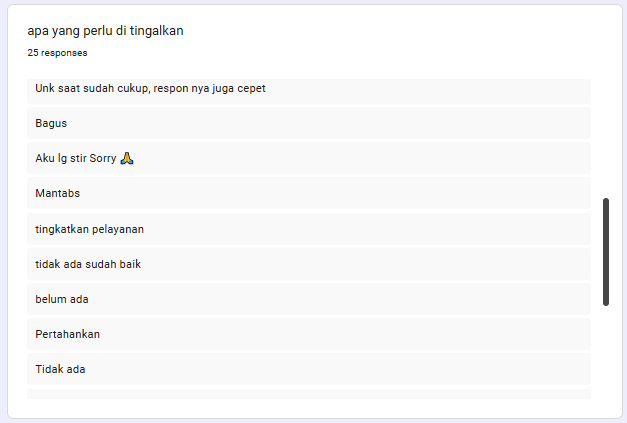 apa yang perlu di tingalkan
25 responses
Unk saat sudah cukup, respon nya juga cepet
Bagus
Aku lg stir Sorry 🙏
Mantabs
tingkatkan pelayanan
tidak ada sudah baik
belum ada
Pertahankan
Tidak ada